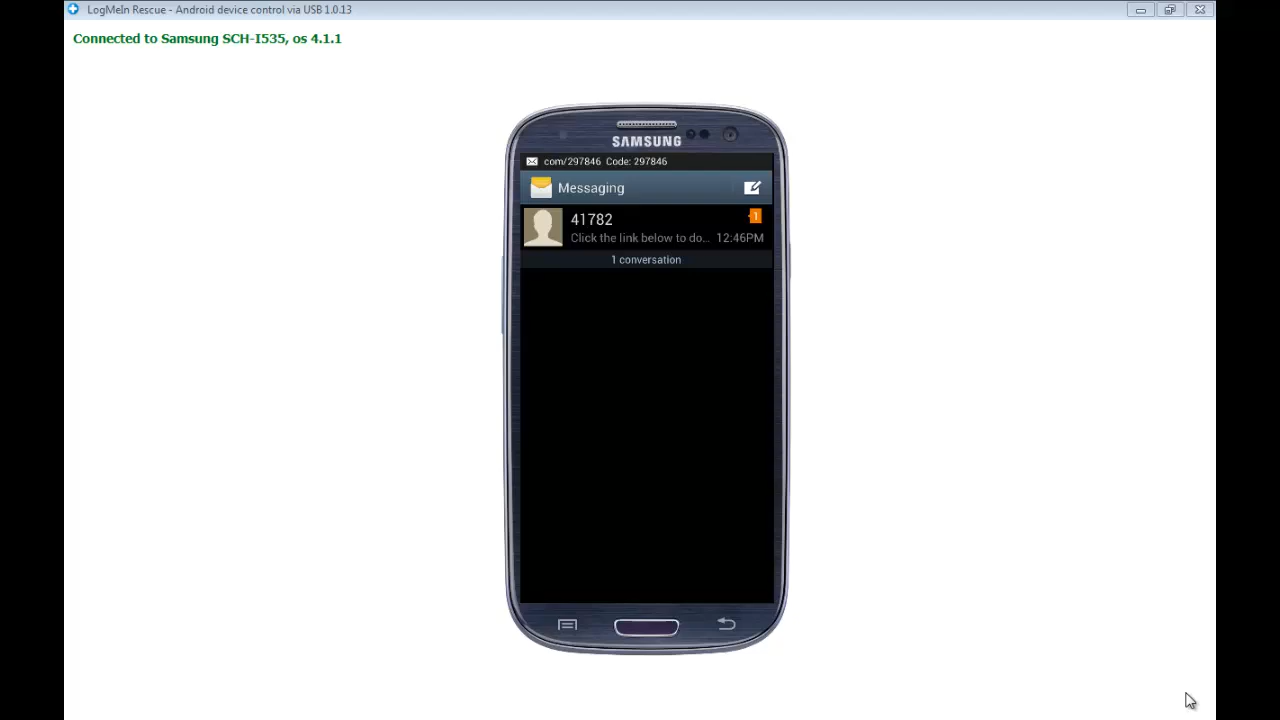 LogMeIn Rescue - Android device control via USB 1.0.13
Connected to Samsung SCH-I535, os 4.1.1
SAMSUNG
com/297846 Code: 297846
Messaging
41782
1
Click the link below to do... 12:46PM
1 conversation